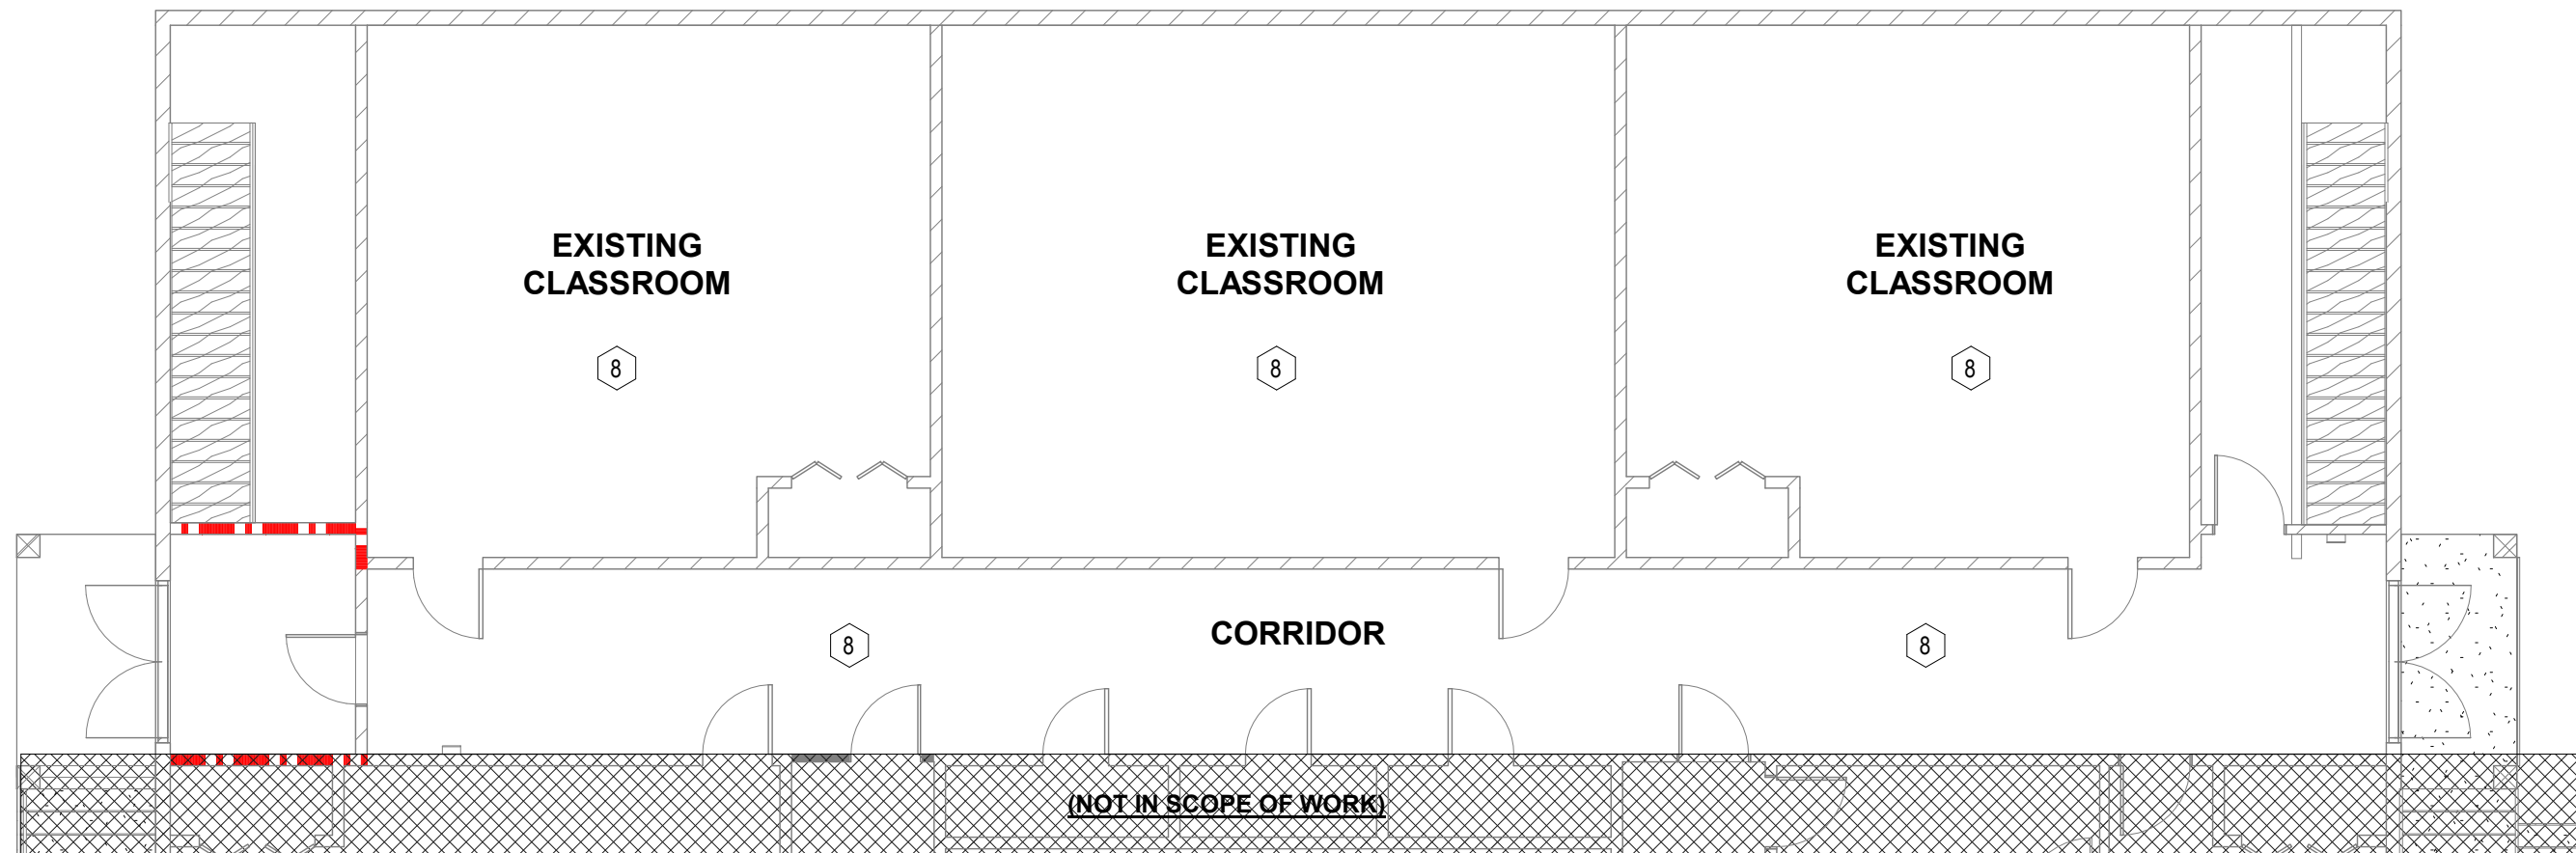 EXISTING
CLASSROOM
EXISTING
CLASSROOM
EXISTING
CLASSROOM
8
8
8
CORRIDOR
8
8
(NOT IN SCOPE OF WORK)